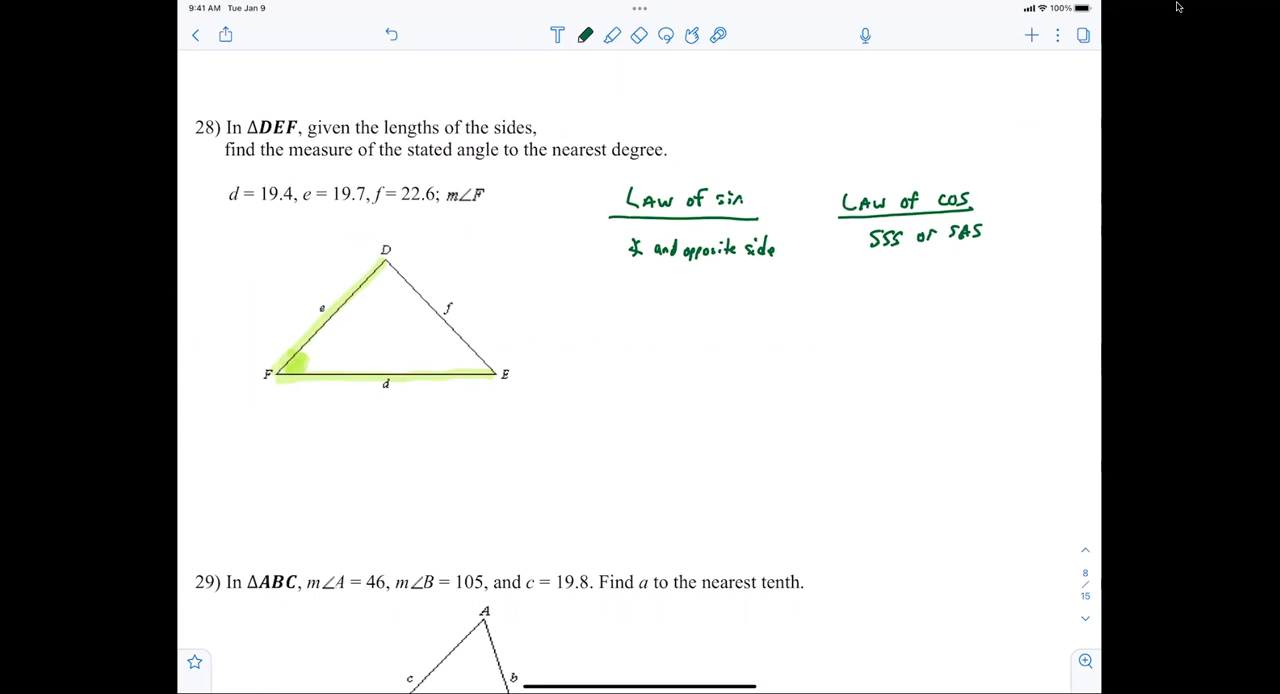 9:41 AM Tue Jan 9
100%
T
28) In ΔDEF, given the lengths of the sides,
find the measure of the stated angle to the nearest degree.
d = 19.4, e = 19.7, f = 22.6; m∠F
LAW of sin
LAW of cos
∡ and opposite side
SSS or SAS
D
e
f
F
d
E
29) In ΔABC, m∠A = 46, m∠B = 105, and c = 19.8. Find a to the nearest tenth.
A
c
b
8
/
15